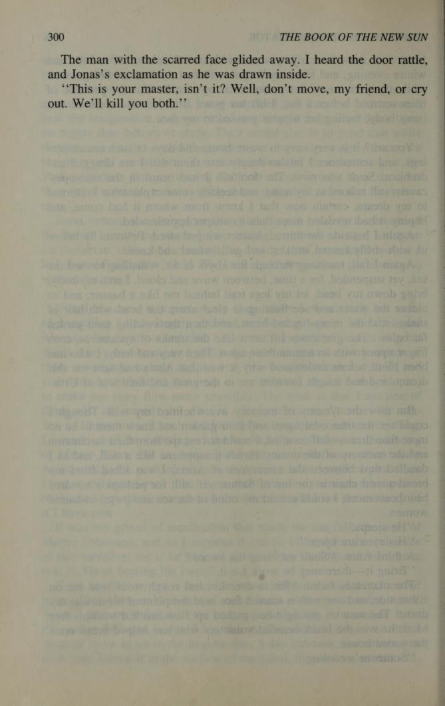 300 THE BOOK OF THE NEW SUN
The man with the scarred face glided away. I heard the door rattle,
and Jonas's exclamation as he was drawn inside.
"This is your master, isn't it? Well, don't move, my friend, or cry
out. We'll kill you both."